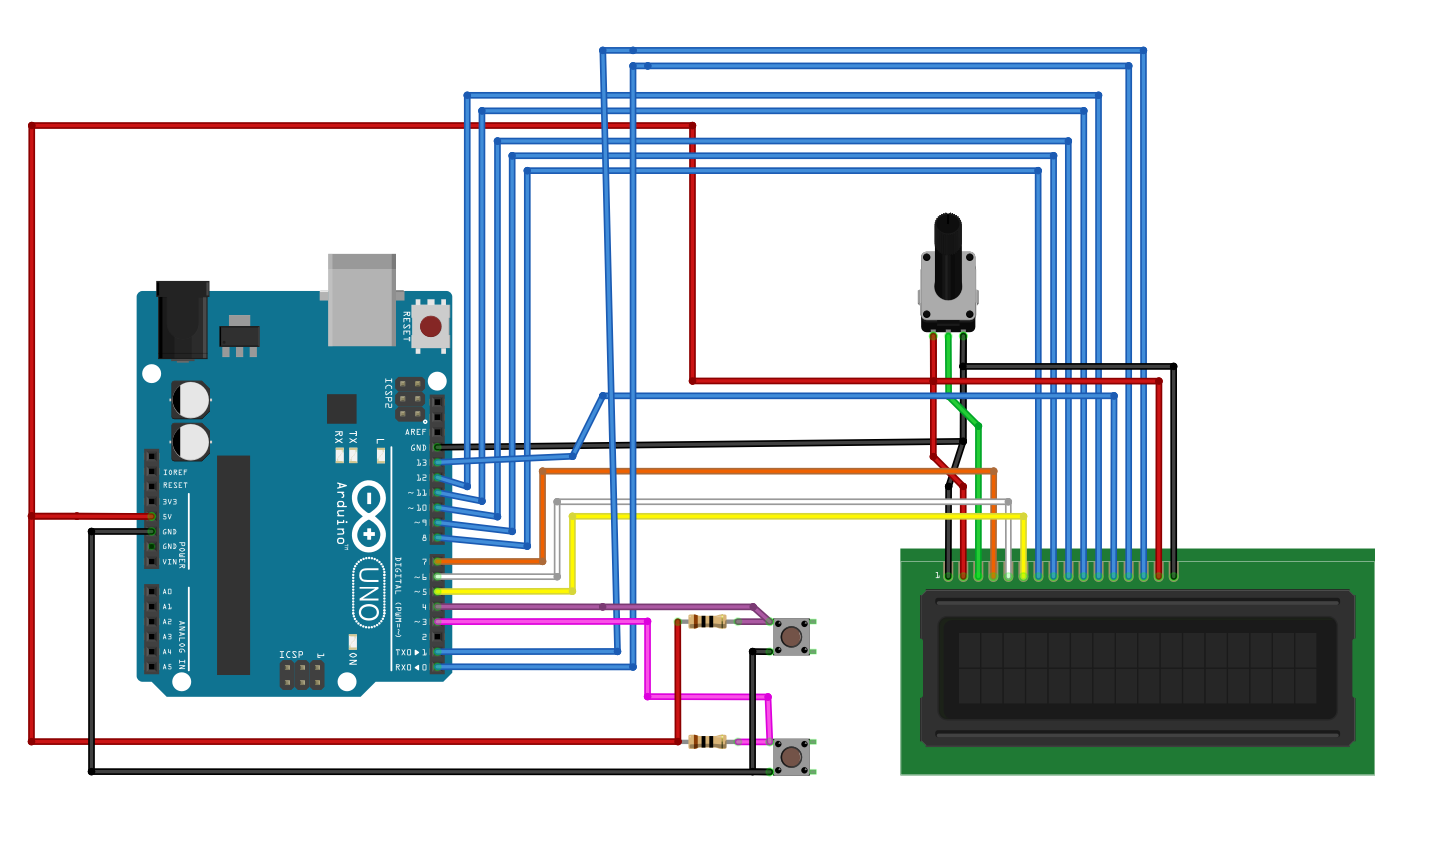 RESET
ICSP2
AREF
GND
13
12
~11
~10
~9
8
7
~6
~5
4
~3
2
TX0▶1
RX0◀0
DIGITAL (PWM=~)
RX
TX
L
Arduino™
UNO
ON
ICSP
1
IOREF
RESET
3V3
5V
GND
GND
VIN
POWER
A0
A1
A2
A3
A4
A5
ANALOG IN
1